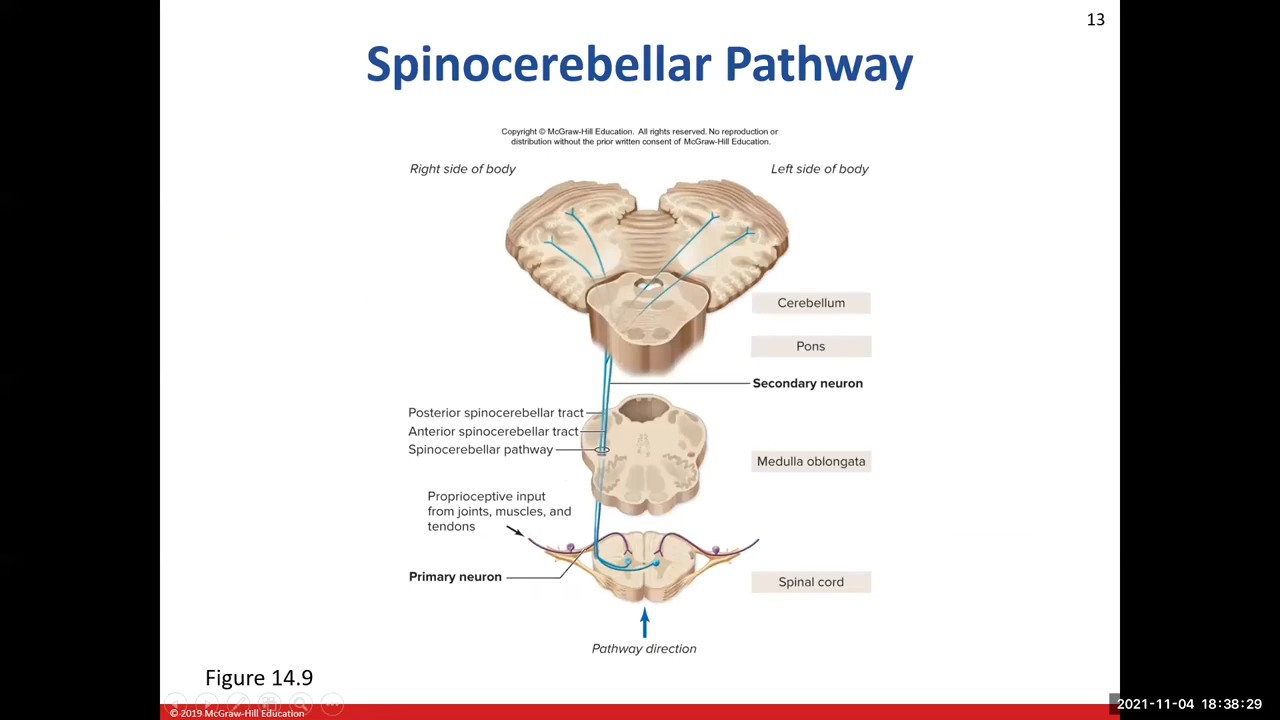 13
Spinocerebellar Pathway
Copyright © McGraw-Hill Education. All rights reserved. No reproduction or
distribution without the prior written consent of McGraw-Hill Education.
Right side of body
Left side of body
Cerebellum
Pons
Secondary neuron
Posterior spinocerebellar tract
Anterior spinocerebellar tract
Spinocerebellar pathway
Medulla oblongata
Proprioceptive input
from joints, muscles, and
tendons
Primary neuron
Spinal cord
Pathway direction
Figure 14.9
© 2019 McGraw-Hill Education
2021-11-04 18:38:29